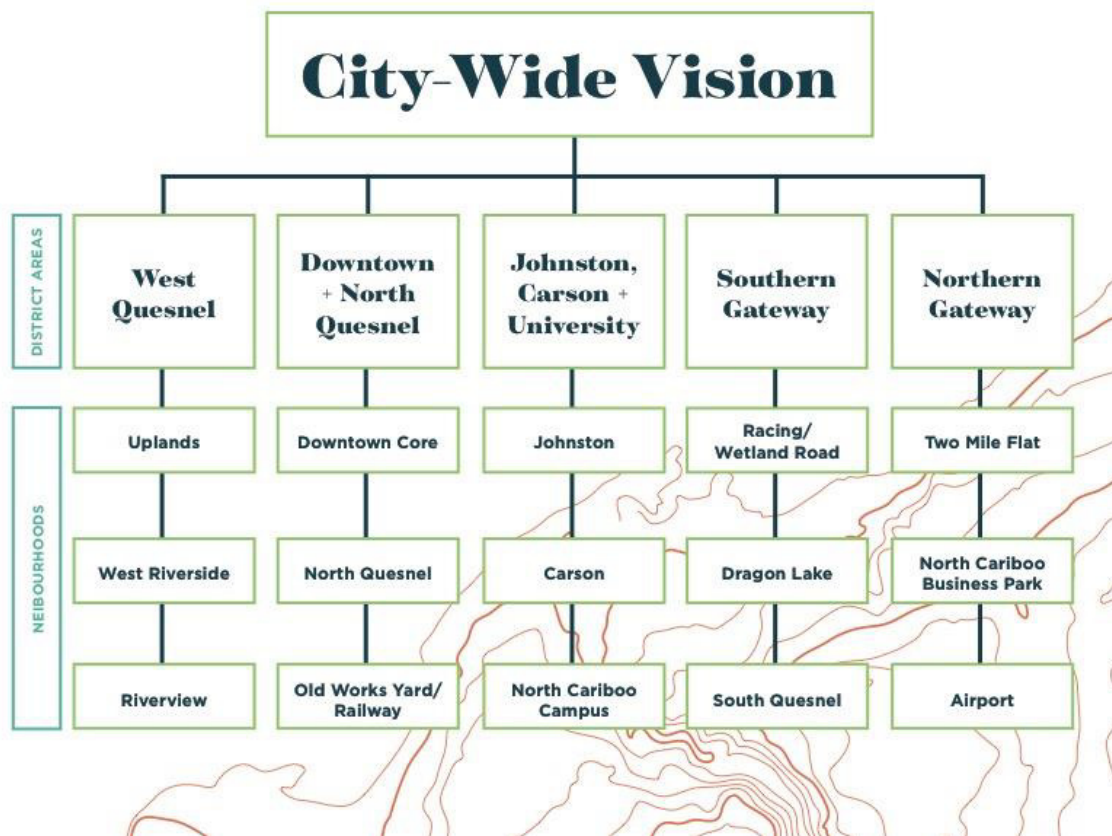 City-Wide Vision
DISTRICT AREAS
West
Quesnel
Downtown
+ North
Quesnel
Johnston,
Carson +
University
Southern
Gateway
Northern
Gateway
NEIBOURHOODS
Uplands
Downtown Core
Johnston
Racing/
Wetland Road
Two Mile Flat
West Riverside
North Quesnel
Carson
Dragon Lake
North Cariboo
Business Park
Riverview
Old Works Yard/
Railway
North Cariboo
Campus
South Quesnel
Airport